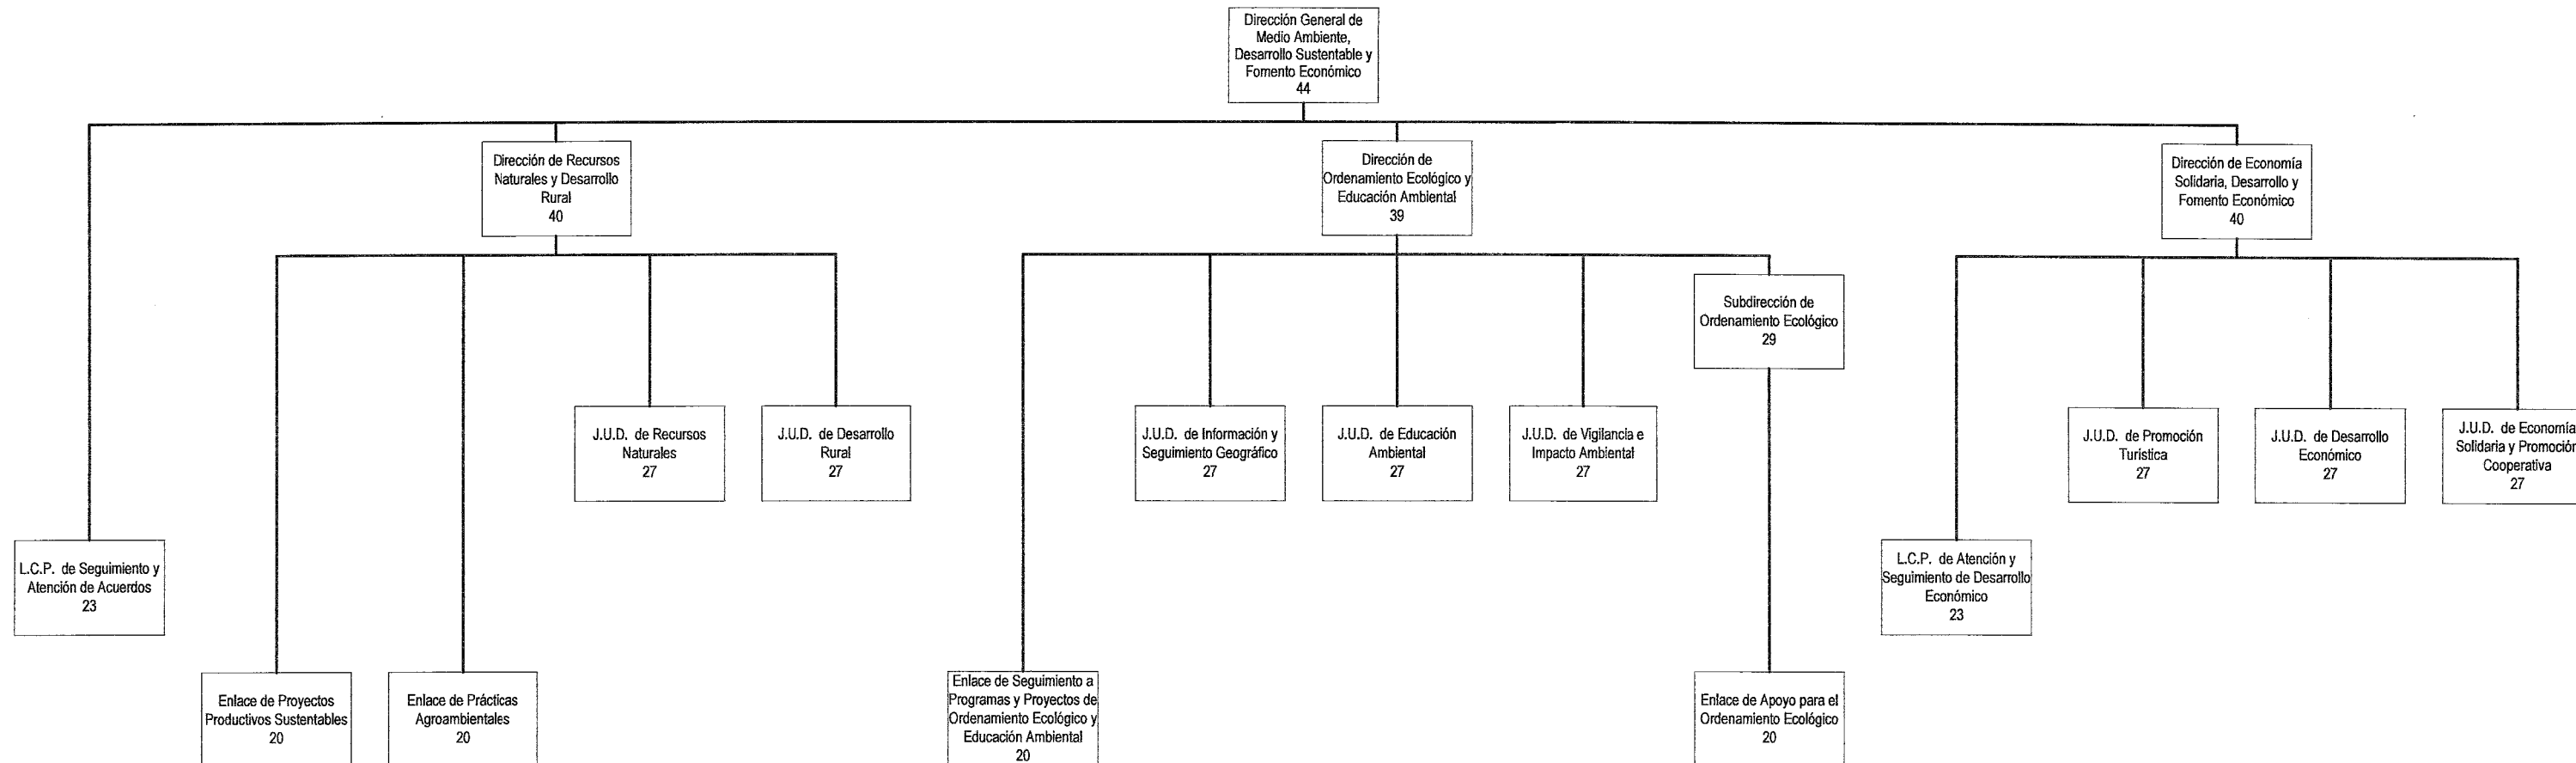 Dirección General de
Medio Ambiente,
Desarrollo Sustentable y
Fomento Económico
44
Dirección de Recursos
Naturales y Desarrollo
Rural
40
Dirección de
Ordenamiento Ecológico y
Educación Ambiental
39
Dirección de Economía
Solidaria, Desarrollo y
Fomento Económico
40
Subdirección de
Ordenamiento Ecológico
29
J.U.D. de Recursos
Naturales
27
J.U.D. de Desarrollo
Rural
27
J.U.D. de Información y
Seguimiento Geográfico
27
J.U.D. de Educación
Ambiental
27
J.U.D. de Vigilancia e
Impacto Ambiental
27
J.U.D. de Promoción
Turística
27
J.U.D. de Desarrollo
Económico
27
J.U.D. de Economía
Solidaria y Promoción
Cooperativa
27
L.C.P. de Seguimiento y
Atención de Acuerdos
23
L.C.P. de Atención y
Seguimiento de Desarrollo
Económico
23
Enlace de Proyectos
Productivos Sustentables
20
Enlace de Prácticas
Agroambientales
20
Enlace de Seguimiento a
Programas y Proyectos de
Ordenamiento Ecológico y
Educación Ambiental
20
Enlace de Apoyo para el
Ordenamiento Ecológico
20